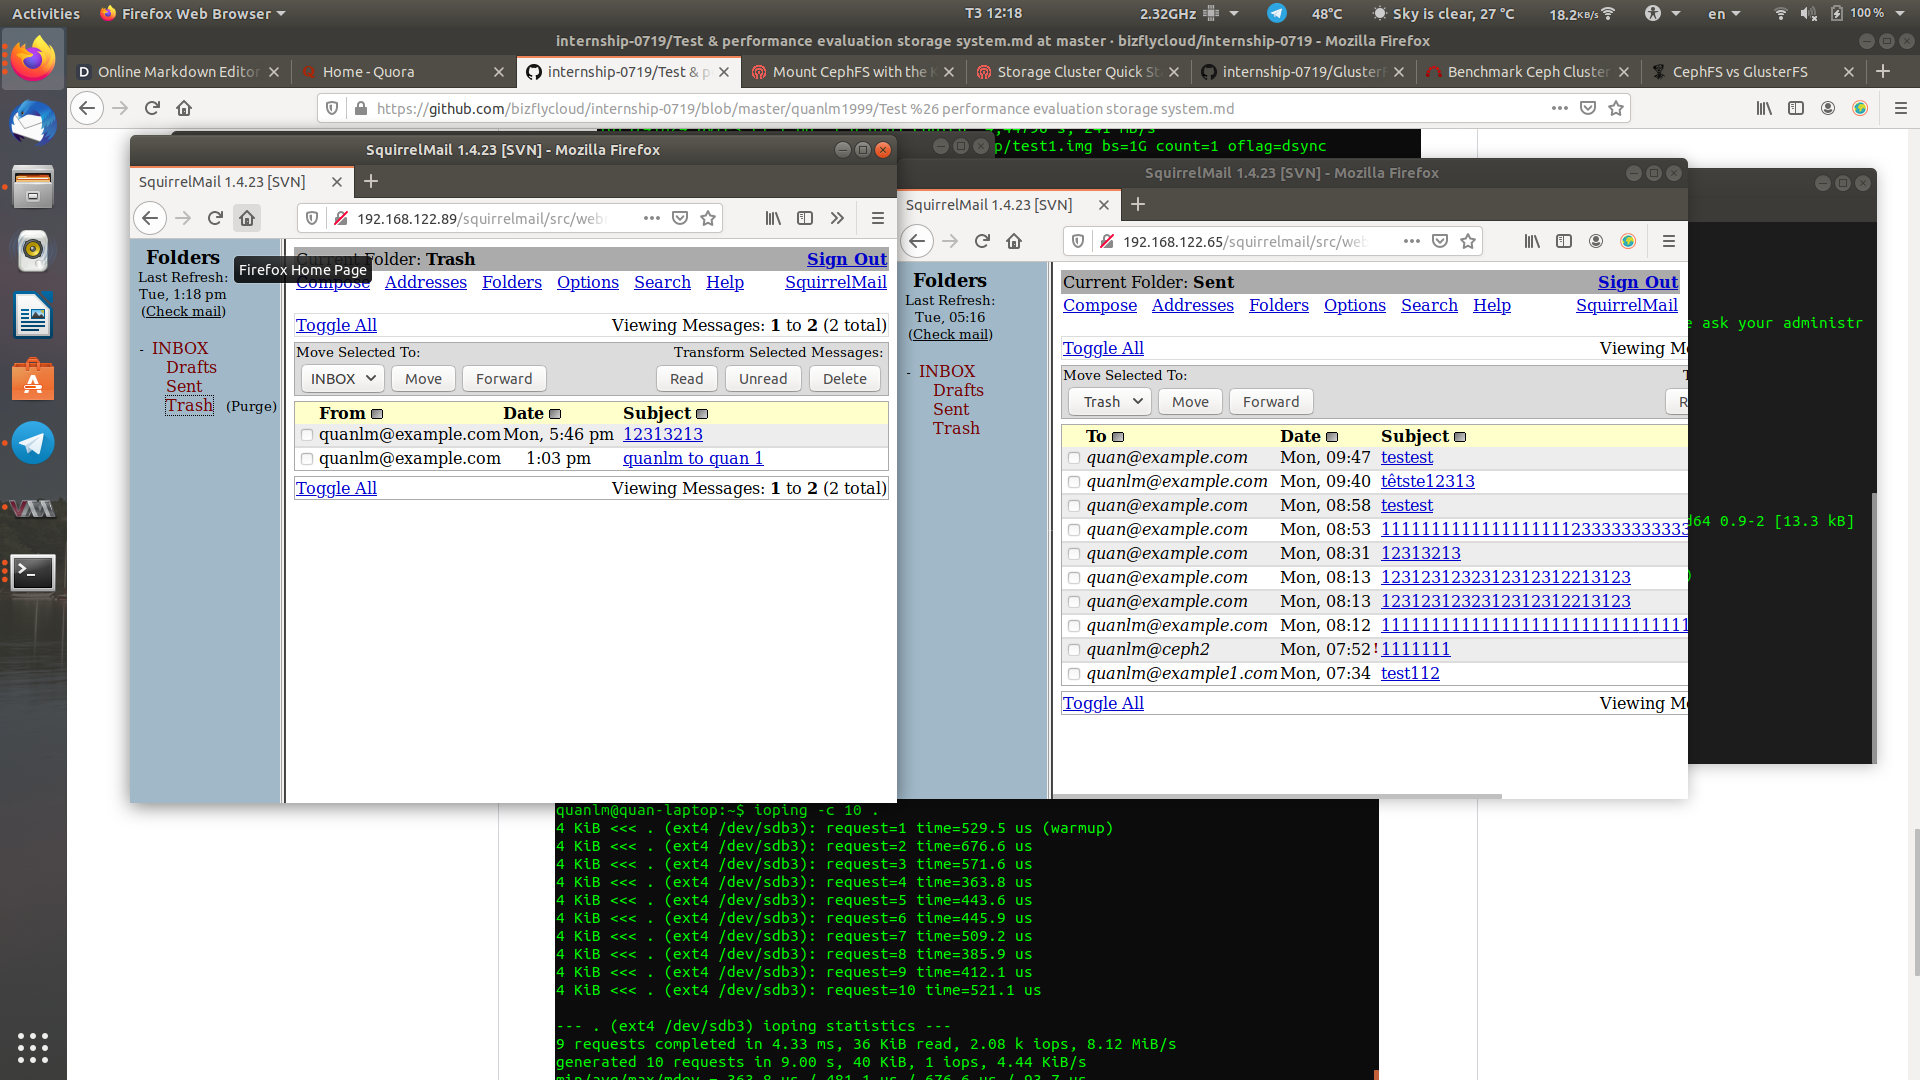 Activities
Firefox Web Browser
T3 12:18
2.32GHz
48°C
Sky is clear, 27 °C
18.2KB/s
en
100 %
internship-0719/Test & performance evaluation storage system.md at master · bizflycloud/internship-0719 - Mozilla Firefox
Online Markdown Editor
Home - Quora
internship-0719/Test & p
Mount CephFS with the K
Storage Cluster Quick St
internship-0719/Gluster
Benchmark Ceph Cluster
CephFS vs GlusterFS
https://github.com/bizflycloud/internship-0719/blob/master/quanlm1999/Test %26 performance evaluation storage system.md
p/test1.img bs=1G count=1 oflag=dsync
SquirrelMail 1.4.23 [SVN] - Mozilla Firefox
SquirrelMail 1.4.23 [SVN]
192.168.122.89/squirrelmail/src/web
Folders
Last Refresh:
Tue, 1:18 pm
(Check mail)
- INBOX
Drafts
Sent
Trash (Purge)
Firefox Home Page
Current Folder: Trash
Sign Out
Compose Addresses Folders Options Search Help SquirrelMail
Toggle All
Viewing Messages: 1 to 2 (2 total)
Move Selected To:
Transform Selected Messages:
INBOX Move Forward Read Unread Delete
From Date Subject
quanlm@example.com Mon, 5:46 pm 12313213
quanlm@example.com 1:03 pm quanlm to quan 1
Toggle All
Viewing Messages: 1 to 2 (2 total)
SquirrelMail 1.4.23 [SVN] - Mozilla Firefox
SquirrelMail 1.4.23 [SVN]
192.168.122.65/squirrelmail/src/web
Folders
Last Refresh:
Tue, 05:16
(Check mail)
- INBOX
Drafts
Sent
Trash
Current Folder: Sent
Sign Out
Compose Addresses Folders Options Search Help SquirrelMail
Toggle All
Viewing M
Move Selected To:
Trash Move Forward R
To Date Subject
quan@example.com Mon, 09:47 testest
quanlm@example.com Mon, 09:40 têtste12313
quan@example.com Mon, 08:58 testest
quan@example.com Mon, 08:53
quan@example.com Mon, 08:31 12313213
quan@example.com Mon, 08:13 1231231232312312312213123
quan@example.com Mon, 08:13 1231231232312312312213123
quanlm@example.com Mon, 08:12
quanlm@ceph2 Mon, 07:52 ! 1111111
quanlm@example1.com Mon, 07:34 test112
Toggle All
Viewing M
e ask your administr
d64 0.9-2 [13.3 kB]
quanlm@quan-laptop:~$ ioping -c 10 .
4 KiB <<< . (ext4 /dev/sdb3): request=1 time=529.5 us (warmup)
4 KiB <<< . (ext4 /dev/sdb3): request=2 time=676.6 us
4 KiB <<< . (ext4 /dev/sdb3): request=3 time=571.6 us
4 KiB <<< . (ext4 /dev/sdb3): request=4 time=363.8 us
4 KiB <<< . (ext4 /dev/sdb3): request=5 time=443.6 us
4 KiB <<< . (ext4 /dev/sdb3): request=6 time=445.9 us
4 KiB <<< . (ext4 /dev/sdb3): request=7 time=509.2 us
4 KiB <<< . (ext4 /dev/sdb3): request=8 time=385.9 us
4 KiB <<< . (ext4 /dev/sdb3): request=9 time=412.1 us
4 KiB <<< . (ext4 /dev/sdb3): request=10 time=521.1 us
--- . (ext4 /dev/sdb3) ioping statistics ---
9 requests completed in 4.33 ms, 36 KiB read, 2.08 k iops, 8.12 MiB/s
generated 10 requests in 9.00 s, 40 KiB, 1 iops, 4.44 KiB/s
min/avg/max/mdev = 363.8 us / 481.1 us / 676.6 us / 93.7 us